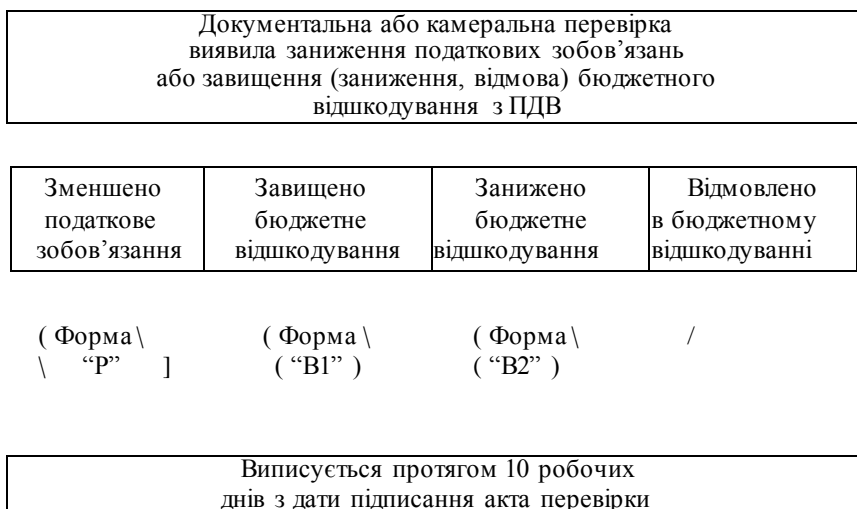 Документальна або камеральна перевірка
виявила заниження податкових зобов’язань
або завищення (заниження, відмова) бюджетного
відшкодування з ПДВ
Зменшено Завищено Занижено Відмовлено
податкове бюджетне бюджетне в бюджетному
зобов’язання відшкодування відшкодування відшкодуванні
( Форма \ ( Форма \ ( Форма \ /
\ “Р” ] ( “В1” ) ( “В2” )
Виписується протягом 10 робочих
днів з дати підписання акта перевірки